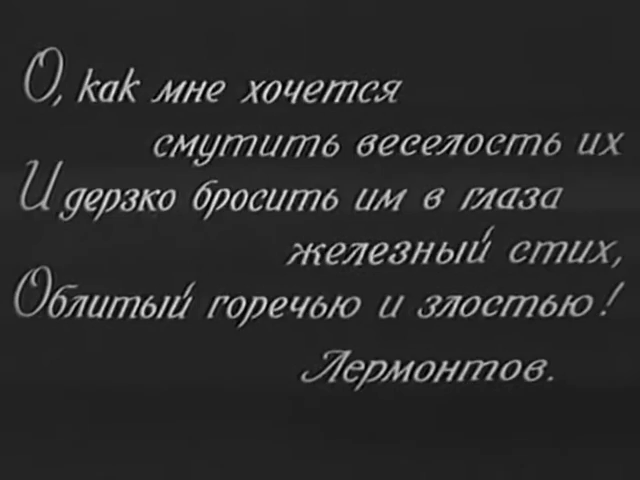 О, как мне хочется
смутить веселость их
И дерзко бросить им в глаза
железный стих,
Облитый горечью и злостью!
Лермонтов.